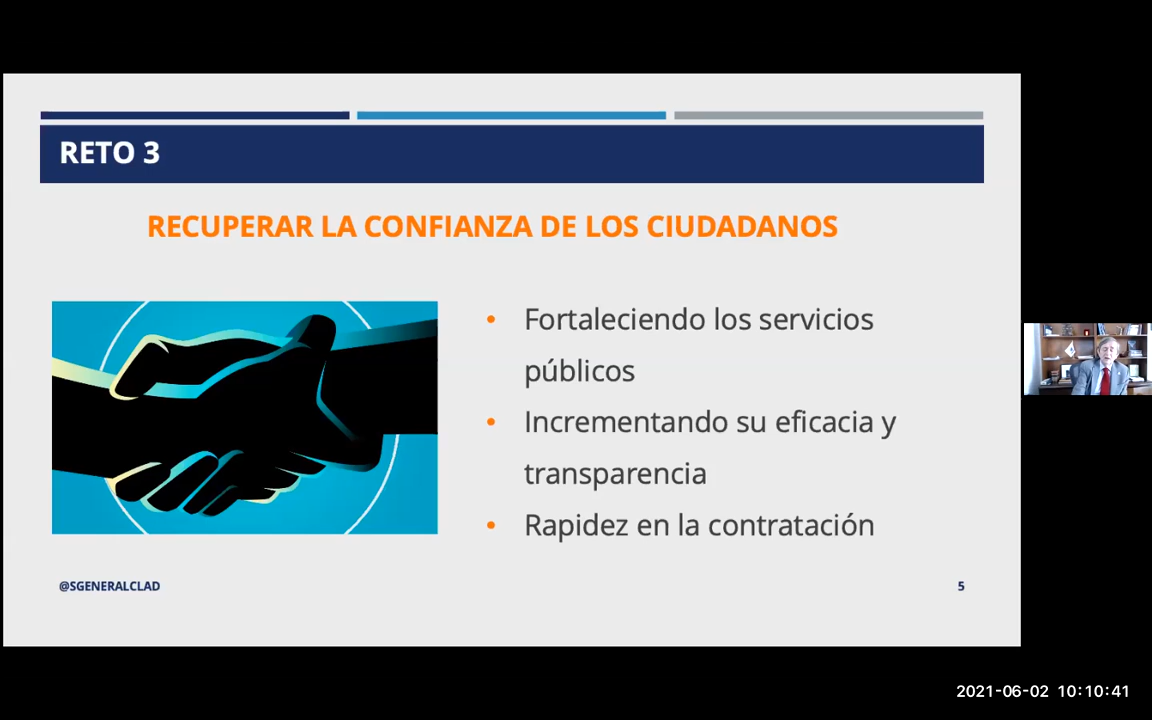 RETO 3
RECUPERAR LA CONFIANZA DE LOS CIUDADANOS
• Fortaleciendo los servicios
públicos
• Incrementando su eficacia y
transparencia
• Rapidez en la contratación
@SGENERALCLAD
5
2021-06-02 10:10:41